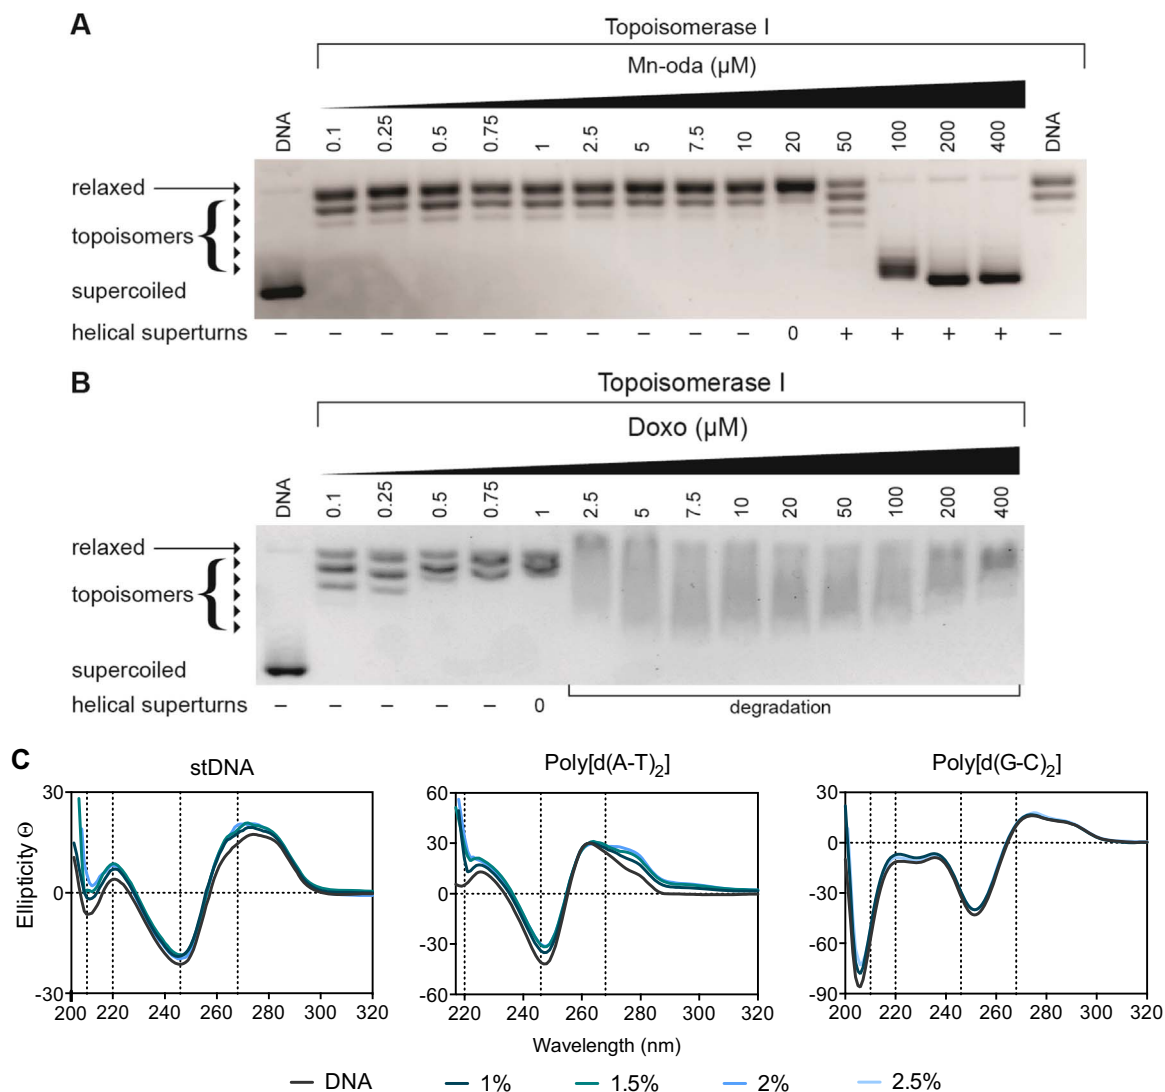 A
Topoisomerase I
Mn-oda (µM)
DNA 0.1 0.25 0.5 0.75 1 2.5 5 7.5 10 20 50 100 200 400 DNA
relaxed
topoisomers
supercoiled
helical superturns – – – – – – – – – – 0 + + + + –
B
Topoisomerase I
Doxo (µM)
DNA 0.1 0.25 0.5 0.75 1 2.5 5 7.5 10 20 50 100 200 400
relaxed
topoisomers
supercoiled
helical superturns – – – – – 0 degradation
C
stDNA
Poly[d(A-T)2]
Poly[d(G-C)2]
Ellipticity Θ
30
0
-30
200 220 240 260 280 300 320
60
30
0
-30
-60
220 240 260 280 300 320
30
0
-30
-60
-90
200 220 240 260 280 300 320
Wavelength (nm)
DNA 1% 1.5% 2% 2.5%